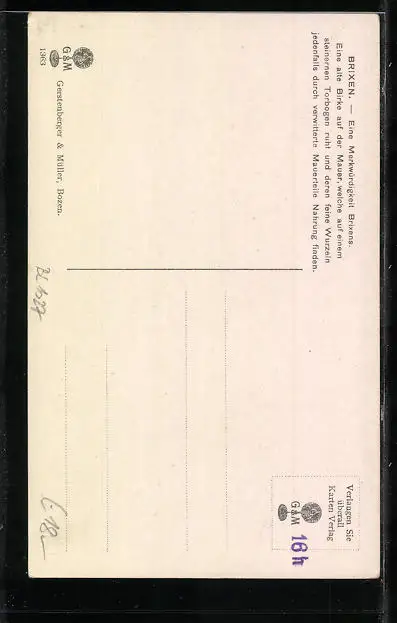 BRIXEN. — Eine Merkwürdigkeit Brixens.
Eine alte Birke auf der Mauer, welche auf einem
steinernen Torbogen ruht und deren feine Wurzeln
jedenfalls durch verwitterte Mauerteile Nahrung finden.
Verlangen Sie
überall
Karten Verlag
G&M
16 h
G&M
1363
Gerstenberger & Müller, Bozen.